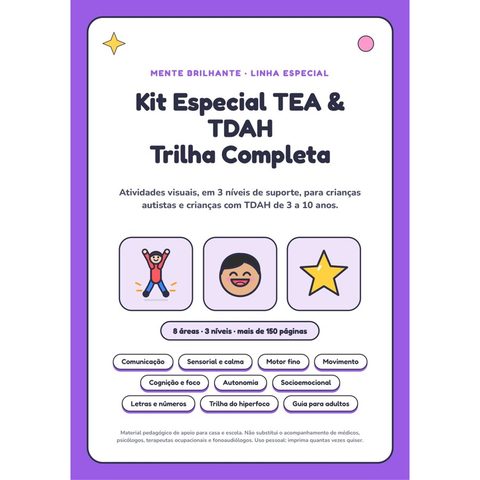 MENTE BRILHANTE · LINHA ESPECIAL
Kit Especial TEA &
TDAH
Trilha Completa
Atividades visuais, em 3 níveis de suporte, para crianças
autistas e crianças com TDAH de 3 a 10 anos.
8 áreas · 3 níveis · mais de 150 páginas
Comunicação
Sensorial e calma
Motor fino
Movimento
Cognição e foco
Autonomia
Socioemocional
Letras e números
Trilha do hiperfoco
Guia para adultos
Material pedagógico de apoio para casa e escola. Não substitui o acompanhamento de médicos,
psicólogos, terapeutas ocupacionais e fonoaudiólogos. Uso pessoal; imprima quantas vezes quiser.